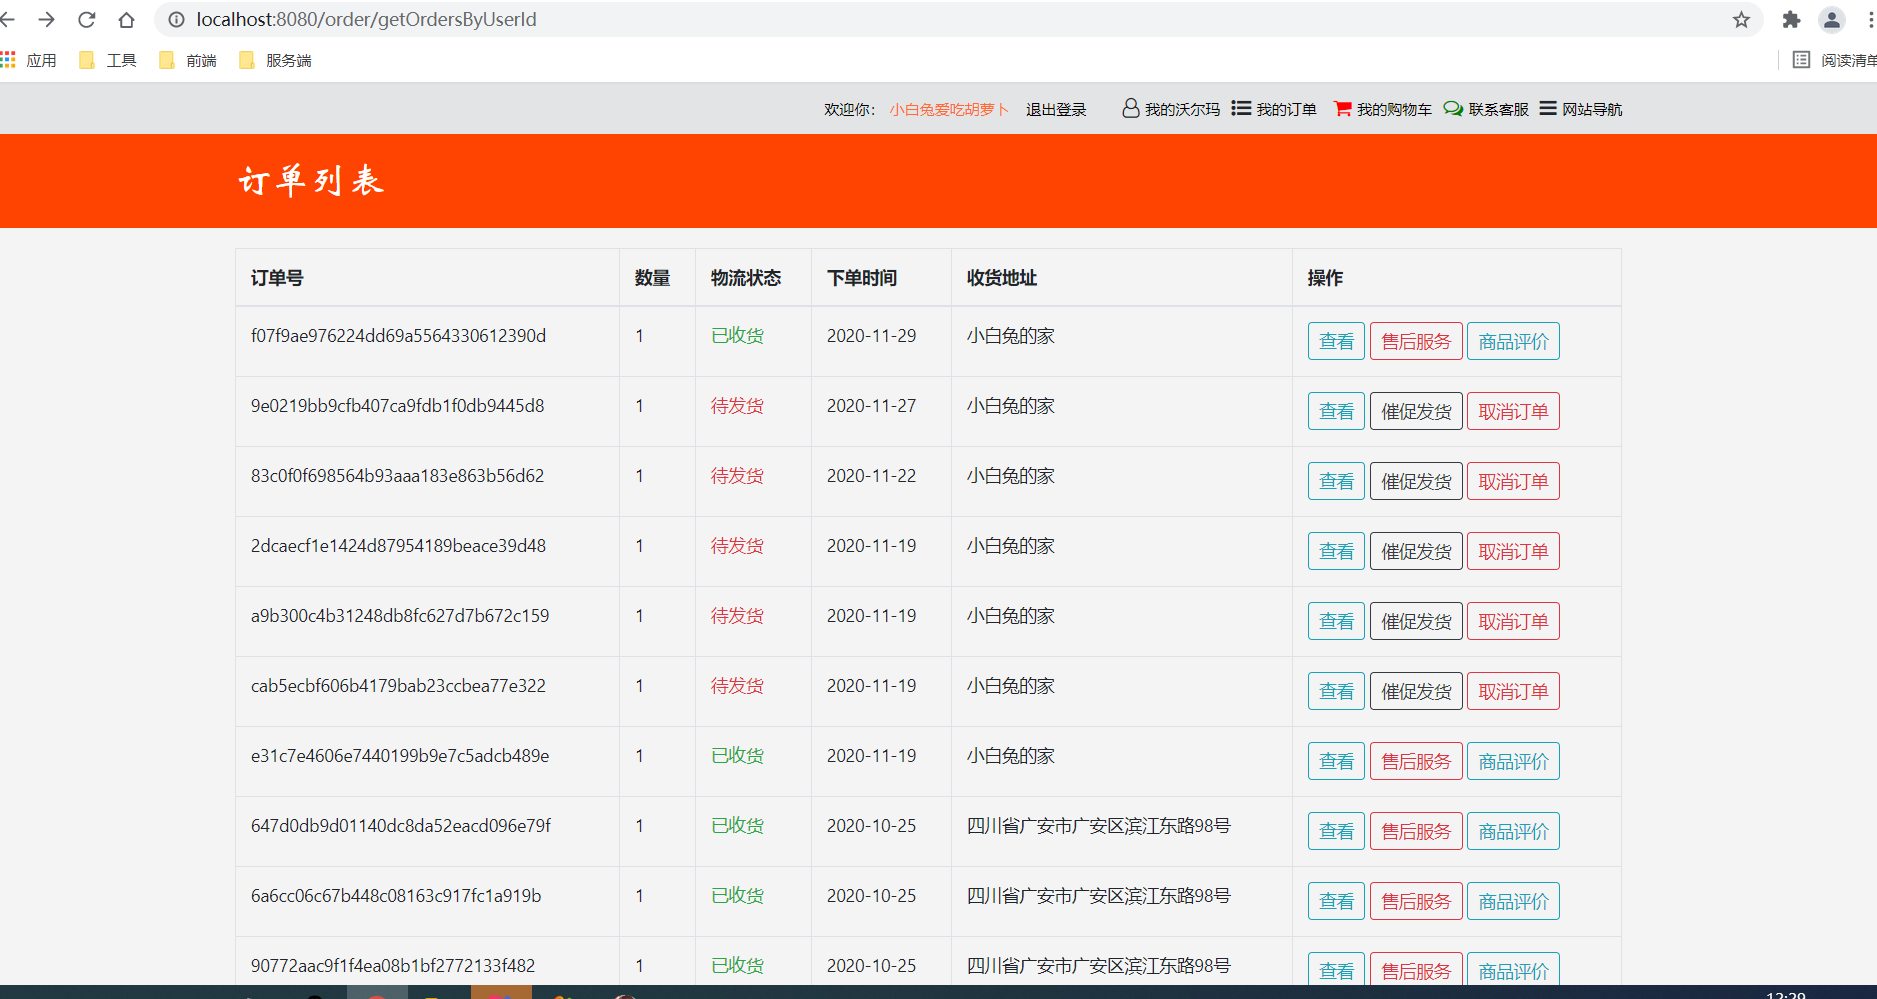 localhost:8080/order/getOrdersByUserId
应用 工具 前端 服务端 阅读清单
欢迎你： 小白兔爱吃胡萝卜 退出登录 我的沃尔玛 我的订单 我的购物车 联系客服 网站导航
订单列表
订单号 数量 物流状态 下单时间 收货地址 操作
f07f9ae976224dd69a5564330612390d 1 已收货 2020-11-29 小白兔的家 查看 售后服务 商品评价
9e0219bb9cfb407ca9fdb1f0db9445d8 1 待发货 2020-11-27 小白兔的家 查看 催促发货 取消订单
83c0f0f698564b93aaa183e863b56d62 1 待发货 2020-11-22 小白兔的家 查看 催促发货 取消订单
2dcaecf1e1424d87954189beace39d48 1 待发货 2020-11-19 小白兔的家 查看 催促发货 取消订单
a9b300c4b31248db8fc627d7b672c159 1 待发货 2020-11-19 小白兔的家 查看 催促发货 取消订单
cab5ecbf606b4179bab23ccbea77e322 1 待发货 2020-11-19 小白兔的家 查看 催促发货 取消订单
e31c7e4606e7440199b9e7c5adcb489e 1 已收货 2020-11-19 小白兔的家 查看 售后服务 商品评价
647d0db9d01140dc8da52eacd096e79f 1 已收货 2020-10-25 四川省广安市广安区滨江东路98号 查看 售后服务 商品评价
6a6cc06c67b448c08163c917fc1a919b 1 已收货 2020-10-25 四川省广安市广安区滨江东路98号 查看 售后服务 商品评价
90772aac9f1f4ea08b1bf2772133f482 1 已收货 2020-10-25 四川省广安市广安区滨江东路98号 查看 售后服务 商品评价